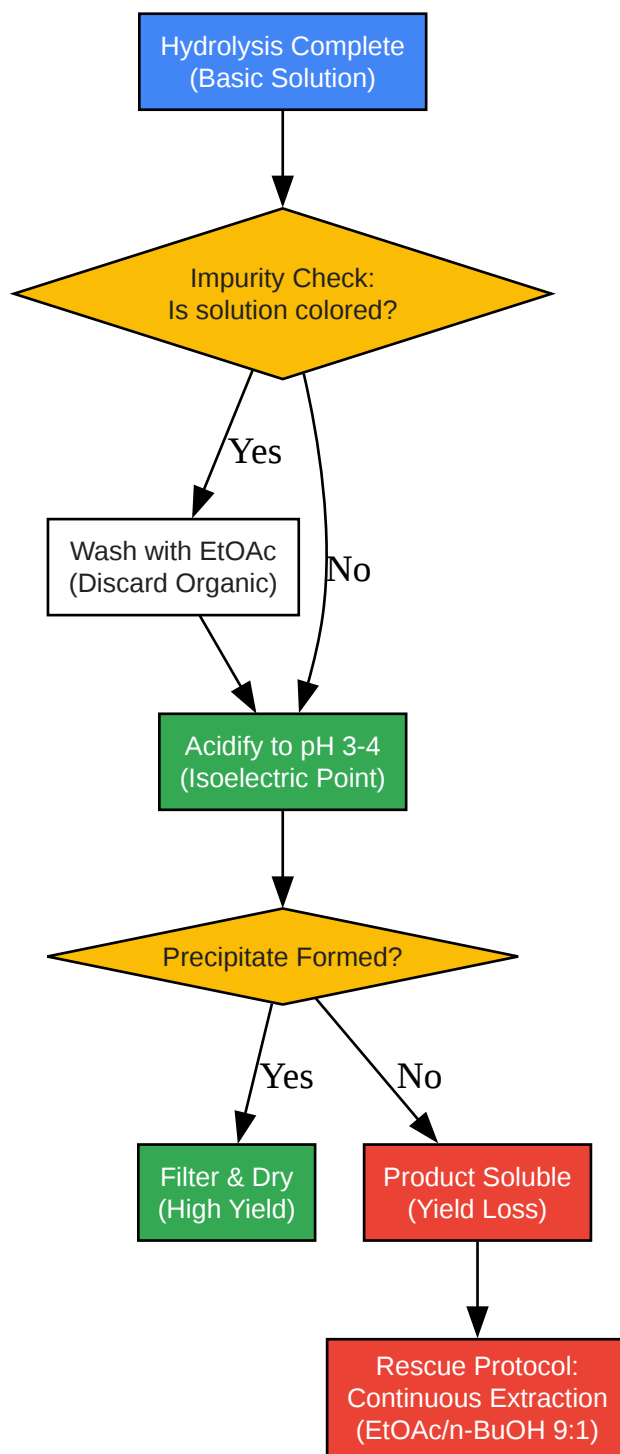 Hydrolysis Complete
(Basic Solution)
Impurity Check:
Is solution colored?
Yes
Wash with EtOAc
(Discard Organic)
No
Acidify to pH 3-4
(Isoelectric Point)
Precipitate Formed?
Yes
No
Filter & Dry
(High Yield)
Product Soluble
(Yield Loss)
Rescue Protocol:
Continuous Extraction
(EtOAc/n-BuOH 9:1)